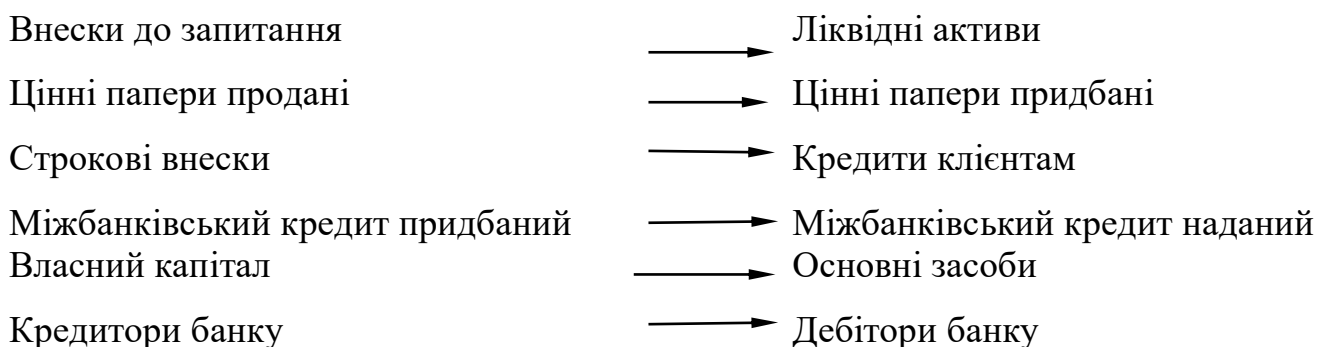 Внески до запитання Ліквідні активи
Цінні папери продані Цінні папери придбані
Строкові внески Кредити клієнтам
Міжбанківський кредит придбаний Міжбанківський кредит наданий
Власний капітал Основні засоби
Кредитори банку Дебітори банку